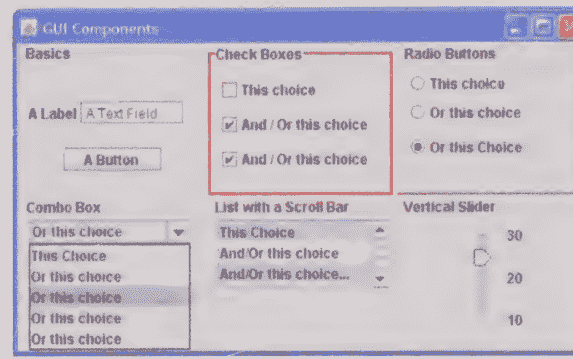 GUI Components
Basics
A Label A Text Field
A Button
Check Boxes
This choice
And / Or this choice
And / Or this choice
Radio Buttons
This choice
Or this choice
Or this Choice
Combo Box
Or this choice
This Choice
Or this choice
Or this choice
Or this choice
Or this choice
List with a Scroll Bar
This Choice
And/Or this choice
And/Or this choice...
Vertical Slider
30
20
10